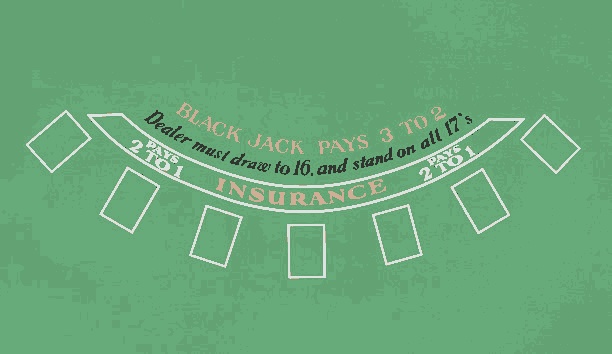 BLACK JACK PAYS 3 TO 2
Dealer must draw to 16, and stand on all 17's
2 PAYS TO 1
INSURANCE
2 PAYS TO 1